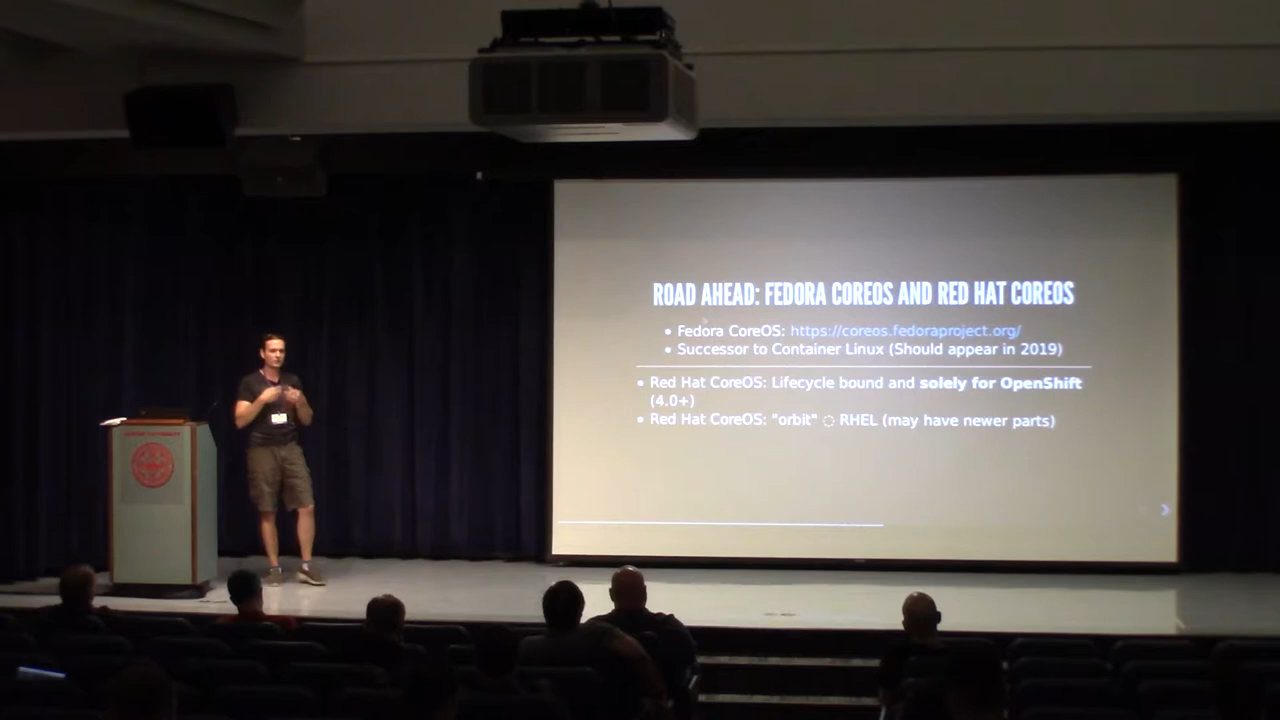 ROAD AHEAD: FEDORA COREOS AND RED HAT COREOS
• Fedora CoreOS: https://coreos.fedoraproject.org/
• Successor to Container Linux (Should appear in 2019)
• Red Hat CoreOS: Lifecycle bound and solely for OpenShift
(4.0+)
• Red Hat CoreOS: "orbit" ◌ RHEL (may have newer parts)